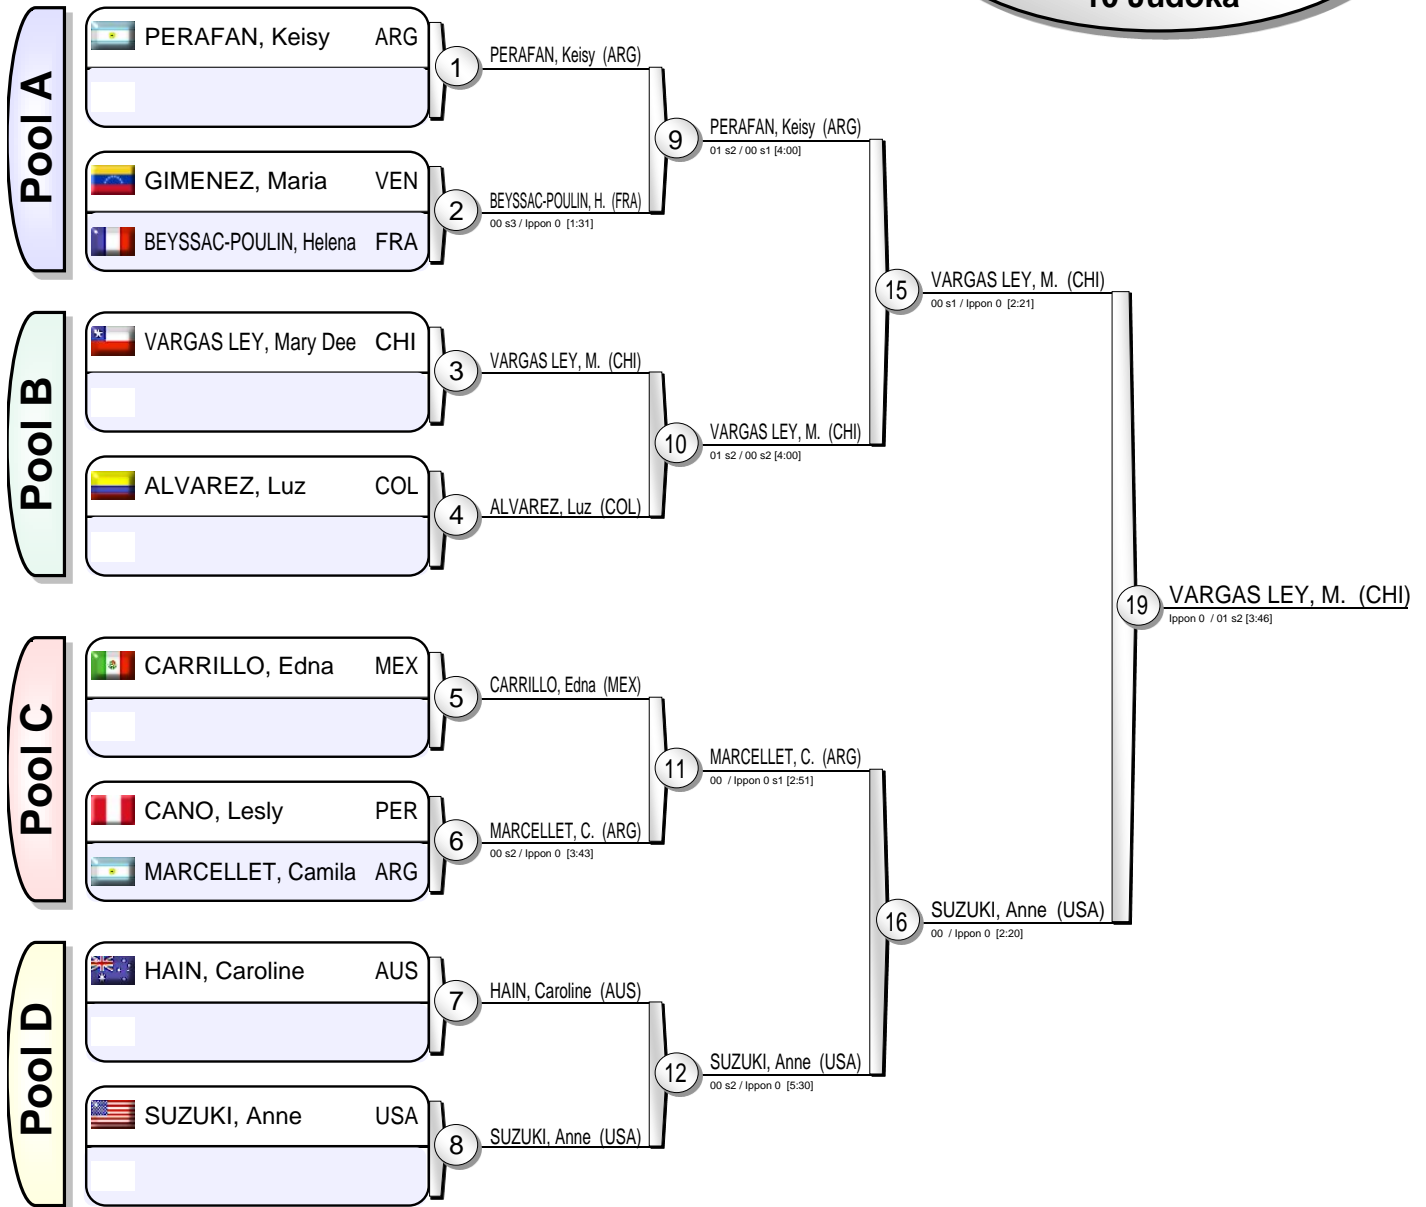 10 Judoka
Pool A
PERAFAN, Keisy ARG
GIMENEZ, Maria VEN
BEYSSAC-POULIN, Helena FRA
Pool B
VARGAS LEY, Mary Dee CHI
ALVAREZ, Luz COL
Pool C
CARRILLO, Edna MEX
CANO, Lesly PER
MARCELLET, Camila ARG
Pool D
HAIN, Caroline AUS
SUZUKI, Anne USA
1
PERAFAN, Keisy (ARG)
2
BEYSSAC-POULIN, H. (FRA)
00 s3 / Ippon 0 [1:31]
3
VARGAS LEY, M. (CHI)
4
ALVAREZ, Luz (COL)
5
CARRILLO, Edna (MEX)
6
MARCELLET, C. (ARG)
00 s2 / Ippon 0 [3:43]
7
HAIN, Caroline (AUS)
8
SUZUKI, Anne (USA)
9
PERAFAN, Keisy (ARG)
01 s2 / 00 s1 [4:00]
10
VARGAS LEY, M. (CHI)
01 s2 / 00 s2 [4:00]
11
MARCELLET, C. (ARG)
00 / Ippon 0 s1 [2:51]
12
SUZUKI, Anne (USA)
00 s2 / Ippon 0 [5:30]
15
VARGAS LEY, M. (CHI)
00 s1 / Ippon 0 [2:21]
16
SUZUKI, Anne (USA)
00 / Ippon 0 [2:20]
19
VARGAS LEY, M. (CHI)
Ippon 0 / 01 s2 [3:46]